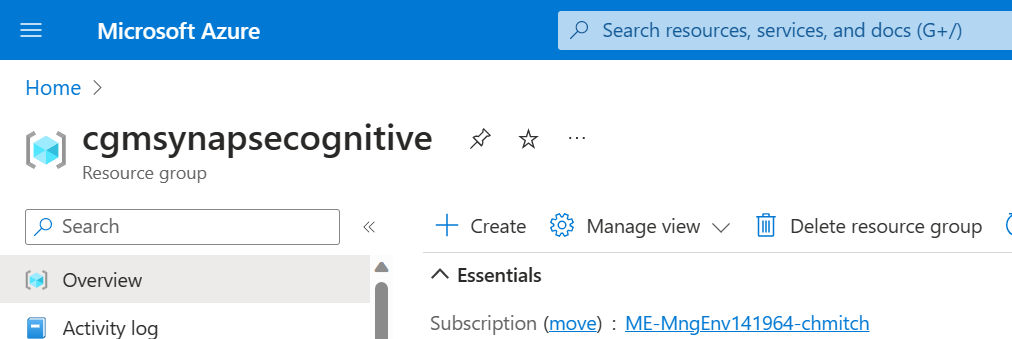 Microsoft Azure
Search resources, services, and docs (G+/)
Home
cgmsynapsecognitive
Resource group
Search
Create
Manage view
Delete resource group
Overview
Essentials
Activity log
Subscription (move) : ME-MngEnv141964-chmitch